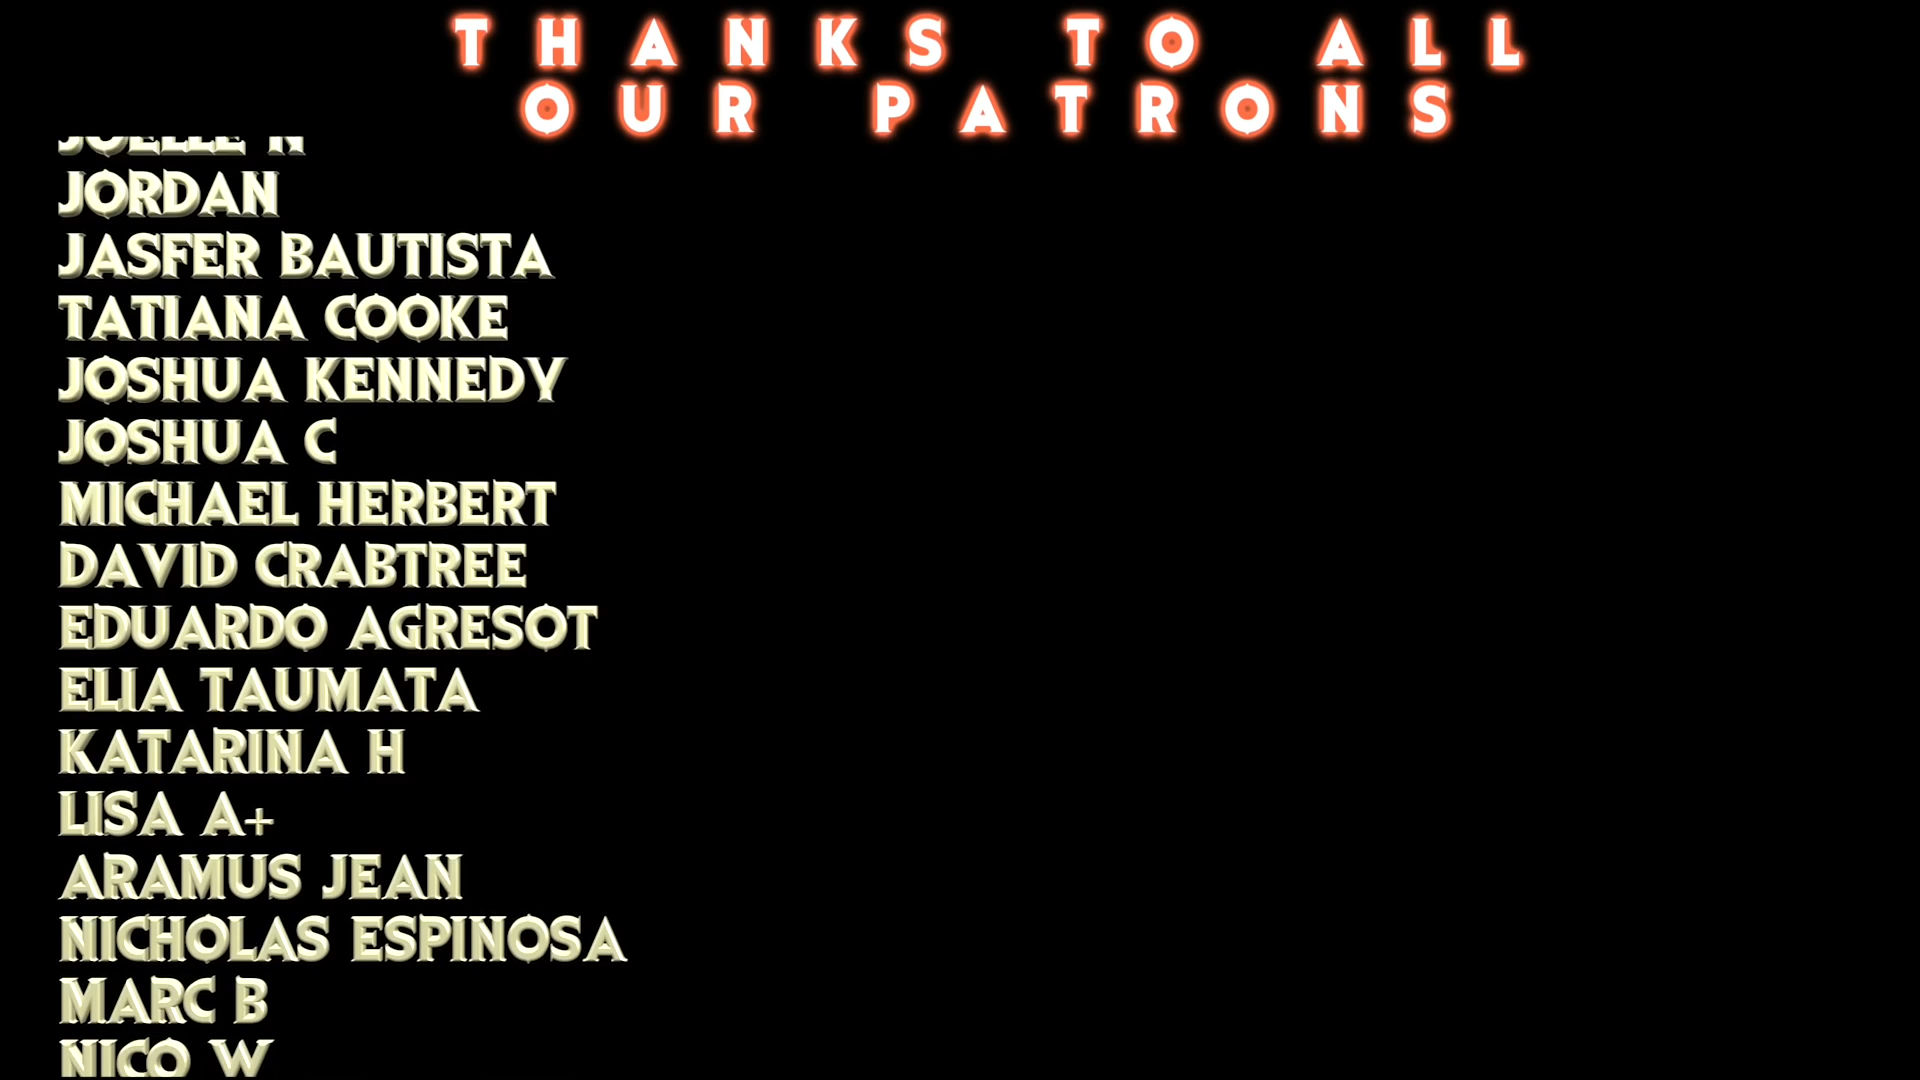 THANKS TO ALL
OUR PATRONS
JOELLE N
JORDAN
JASFER BAUTISTA
TATIANA COOKE
JOSHUA KENNEDY
JOSHUA C
MICHAEL HERBERT
DAVID CRABTREE
EDUARDO AGRESOT
ELIA TAUMATA
KATARINA H
LISA A+
ARAMUS JEAN
NICHOLAS ESPINOSA
MARC B
NICO W